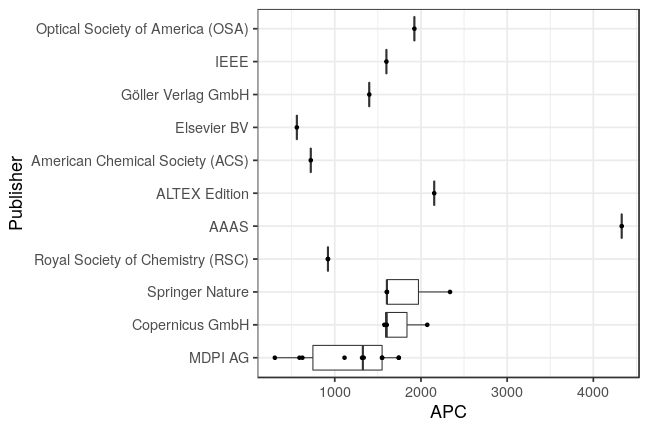 Optical Society of America (OSA)
IEEE
Göller Verlag GmbH
Elsevier BV
American Chemical Society (ACS)
ALTEX Edition
AAAS
Royal Society of Chemistry (RSC)
Springer Nature
Copernicus GmbH
MDPI AG
Publisher
1000 2000 3000 4000
APC